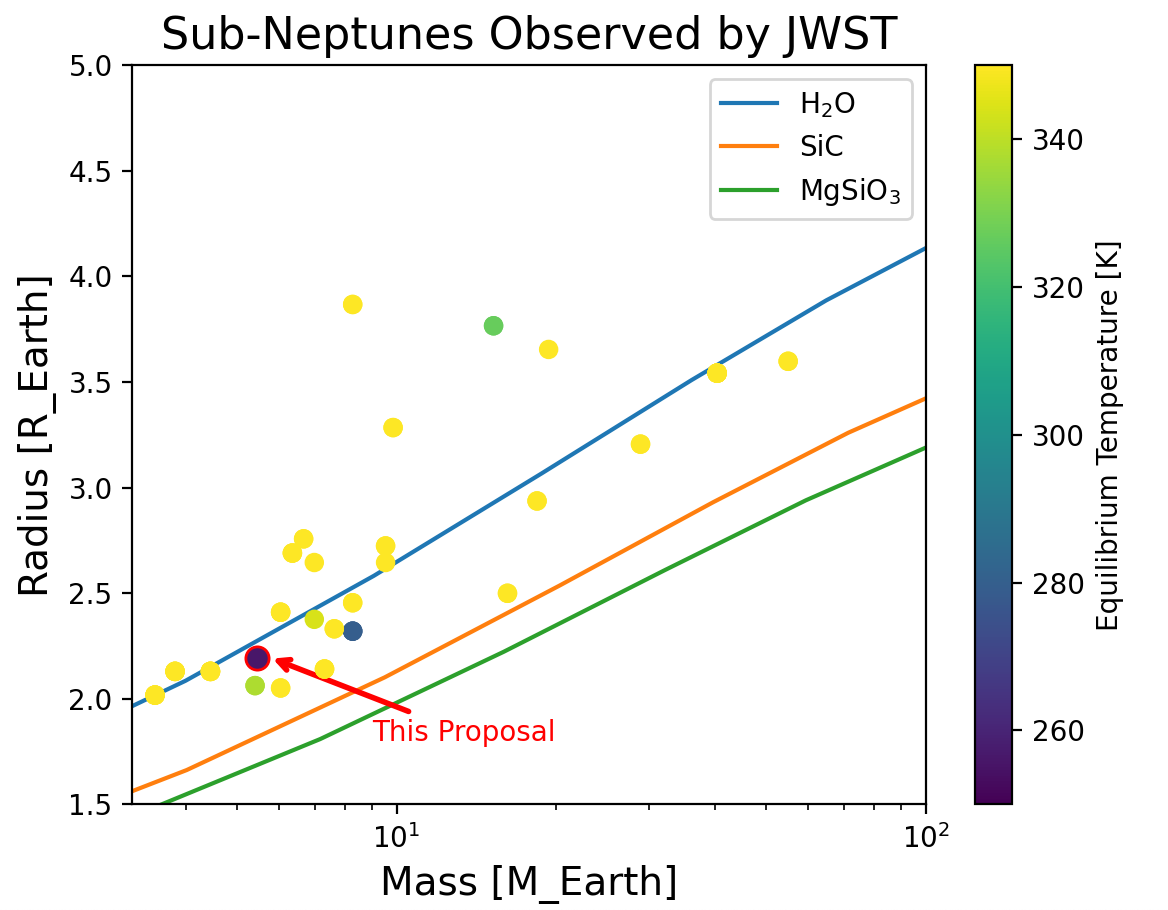 Sub-Neptunes Observed by JWST
5.0
4.5
4.0
3.5
3.0
2.5
2.0
1.5
Radius [R_Earth]
H₂O
SiC
MgSiO₃
This Proposal
10¹
10²
Mass [M_Earth]
340
320
300
280
260
Equilibrium Temperature [K]